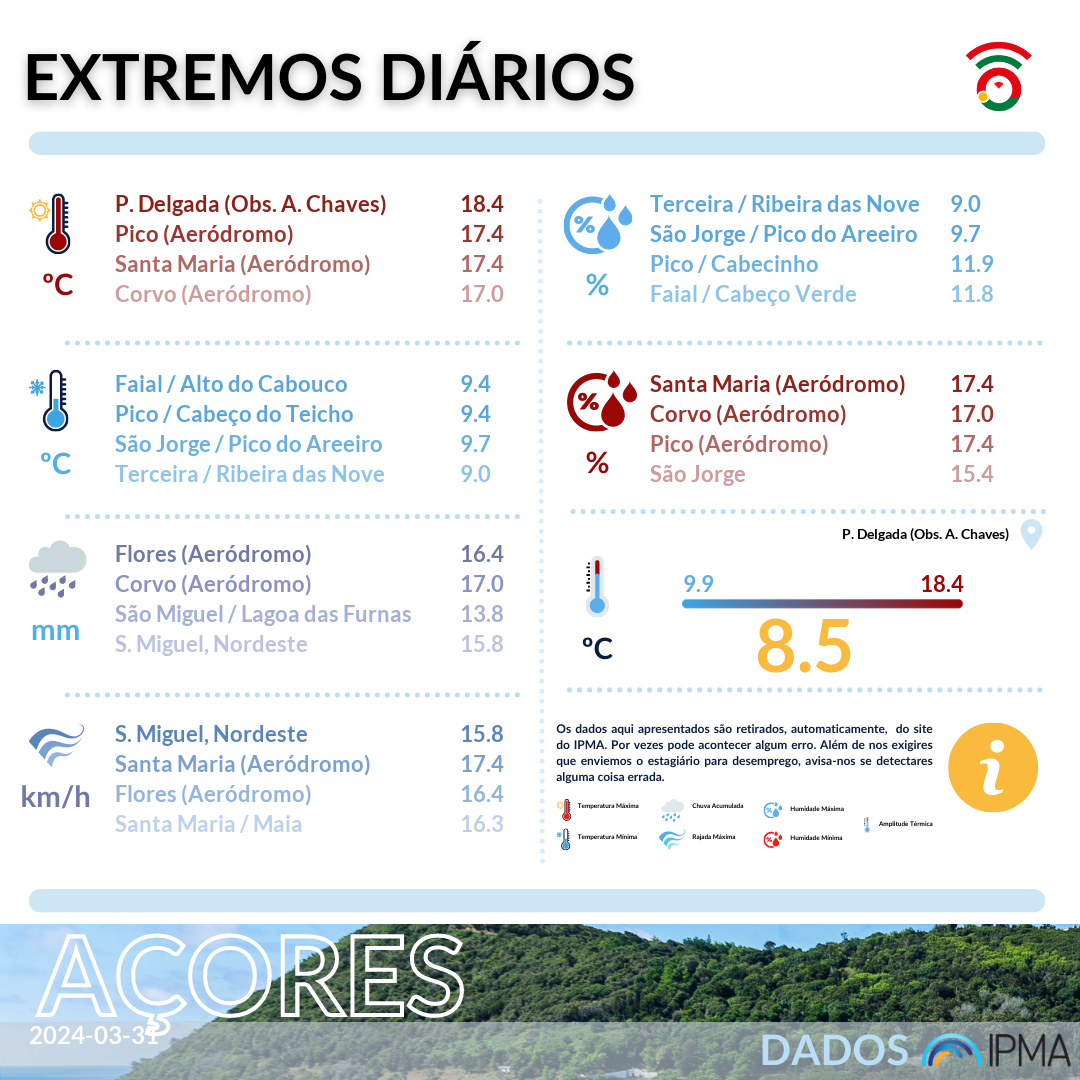 EXTREMOS DIÁRIOS
P. Delgada (Obs. A. Chaves) 18.4
Pico (Aeródromo) 17.4
Santa Maria (Aeródromo) 17.4
Corvo (Aeródromo) 17.0
ºC
Faial / Alto do Cabouco 9.4
Pico / Cabeço do Teicho 9.4
São Jorge / Pico do Areeiro 9.7
Terceira / Ribeira das Nove 9.0
ºC
Flores (Aeródromo) 16.4
Corvo (Aeródromo) 17.0
São Miguel / Lagoa das Furnas 13.8
S. Miguel, Nordeste 15.8
mm
S. Miguel, Nordeste 15.8
Santa Maria (Aeródromo) 17.4
Flores (Aeródromo) 16.4
Santa Maria / Maia 16.3
km/h
%
Terceira / Ribeira das Nove 9.0
São Jorge / Pico do Areeiro 9.7
Pico / Cabecinho 11.9
Faial / Cabeço Verde 11.8
%
%
Santa Maria (Aeródromo) 17.4
Corvo (Aeródromo) 17.0
Pico (Aeródromo) 17.4
São Jorge 15.4
%
P. Delgada (Obs. A. Chaves)
9.9 18.4
8.5
ºC
Os dados aqui apresentados são retirados, automaticamente, do site
do IPMA. Por vezes pode acontecer algum erro. Além de nos exigires
que enviemos o estagiário para desemprego, avisa-nos se detectares
alguma coisa errada.
i
Temperatura Máxima
Chuva Acumulada
Humidade Máxima
Amplitude Térmica
Temperatura Mínima
Rajada Máxima
Humidade Mínima
AÇORES
2024-03-31
DADOS IPMA